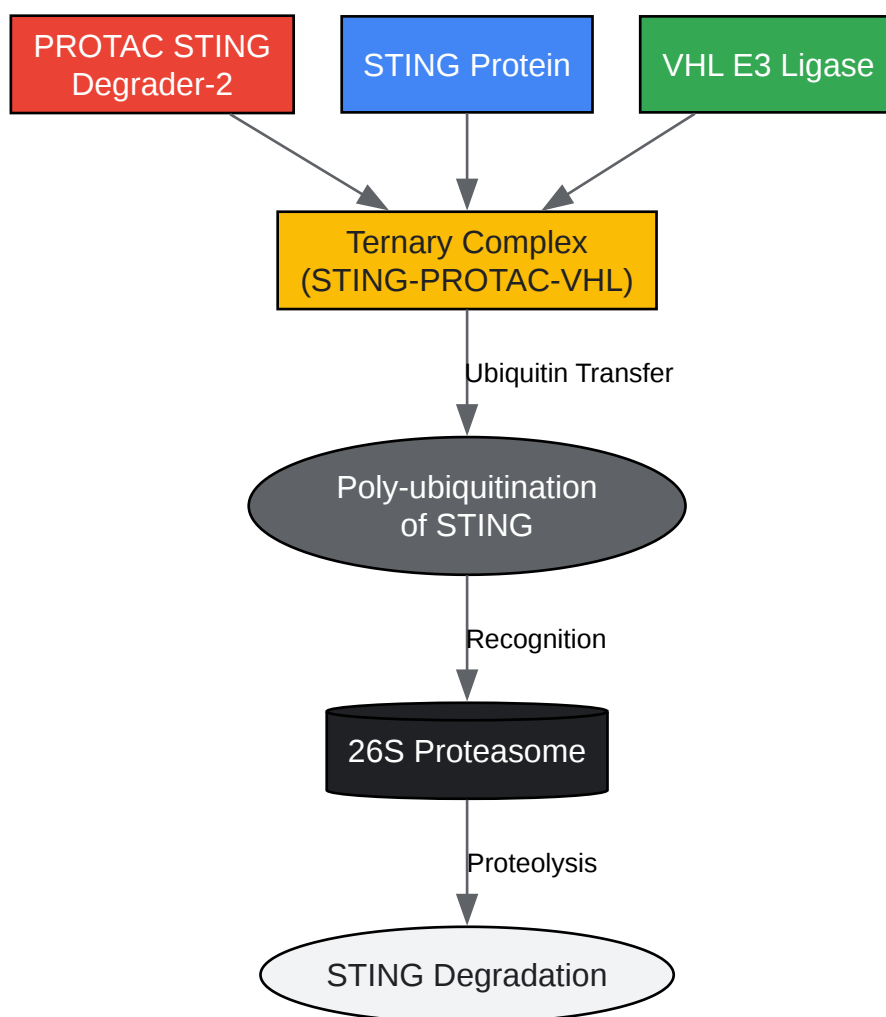 PROTAC STING
Degrader-2
STING Protein
VHL E3 Ligase
Ternary Complex
(STING-PROTAC-VHL)
Ubiquitin Transfer
Poly-ubiquitination
of STING
Recognition
26S Proteasome
Proteolysis
STING Degradation